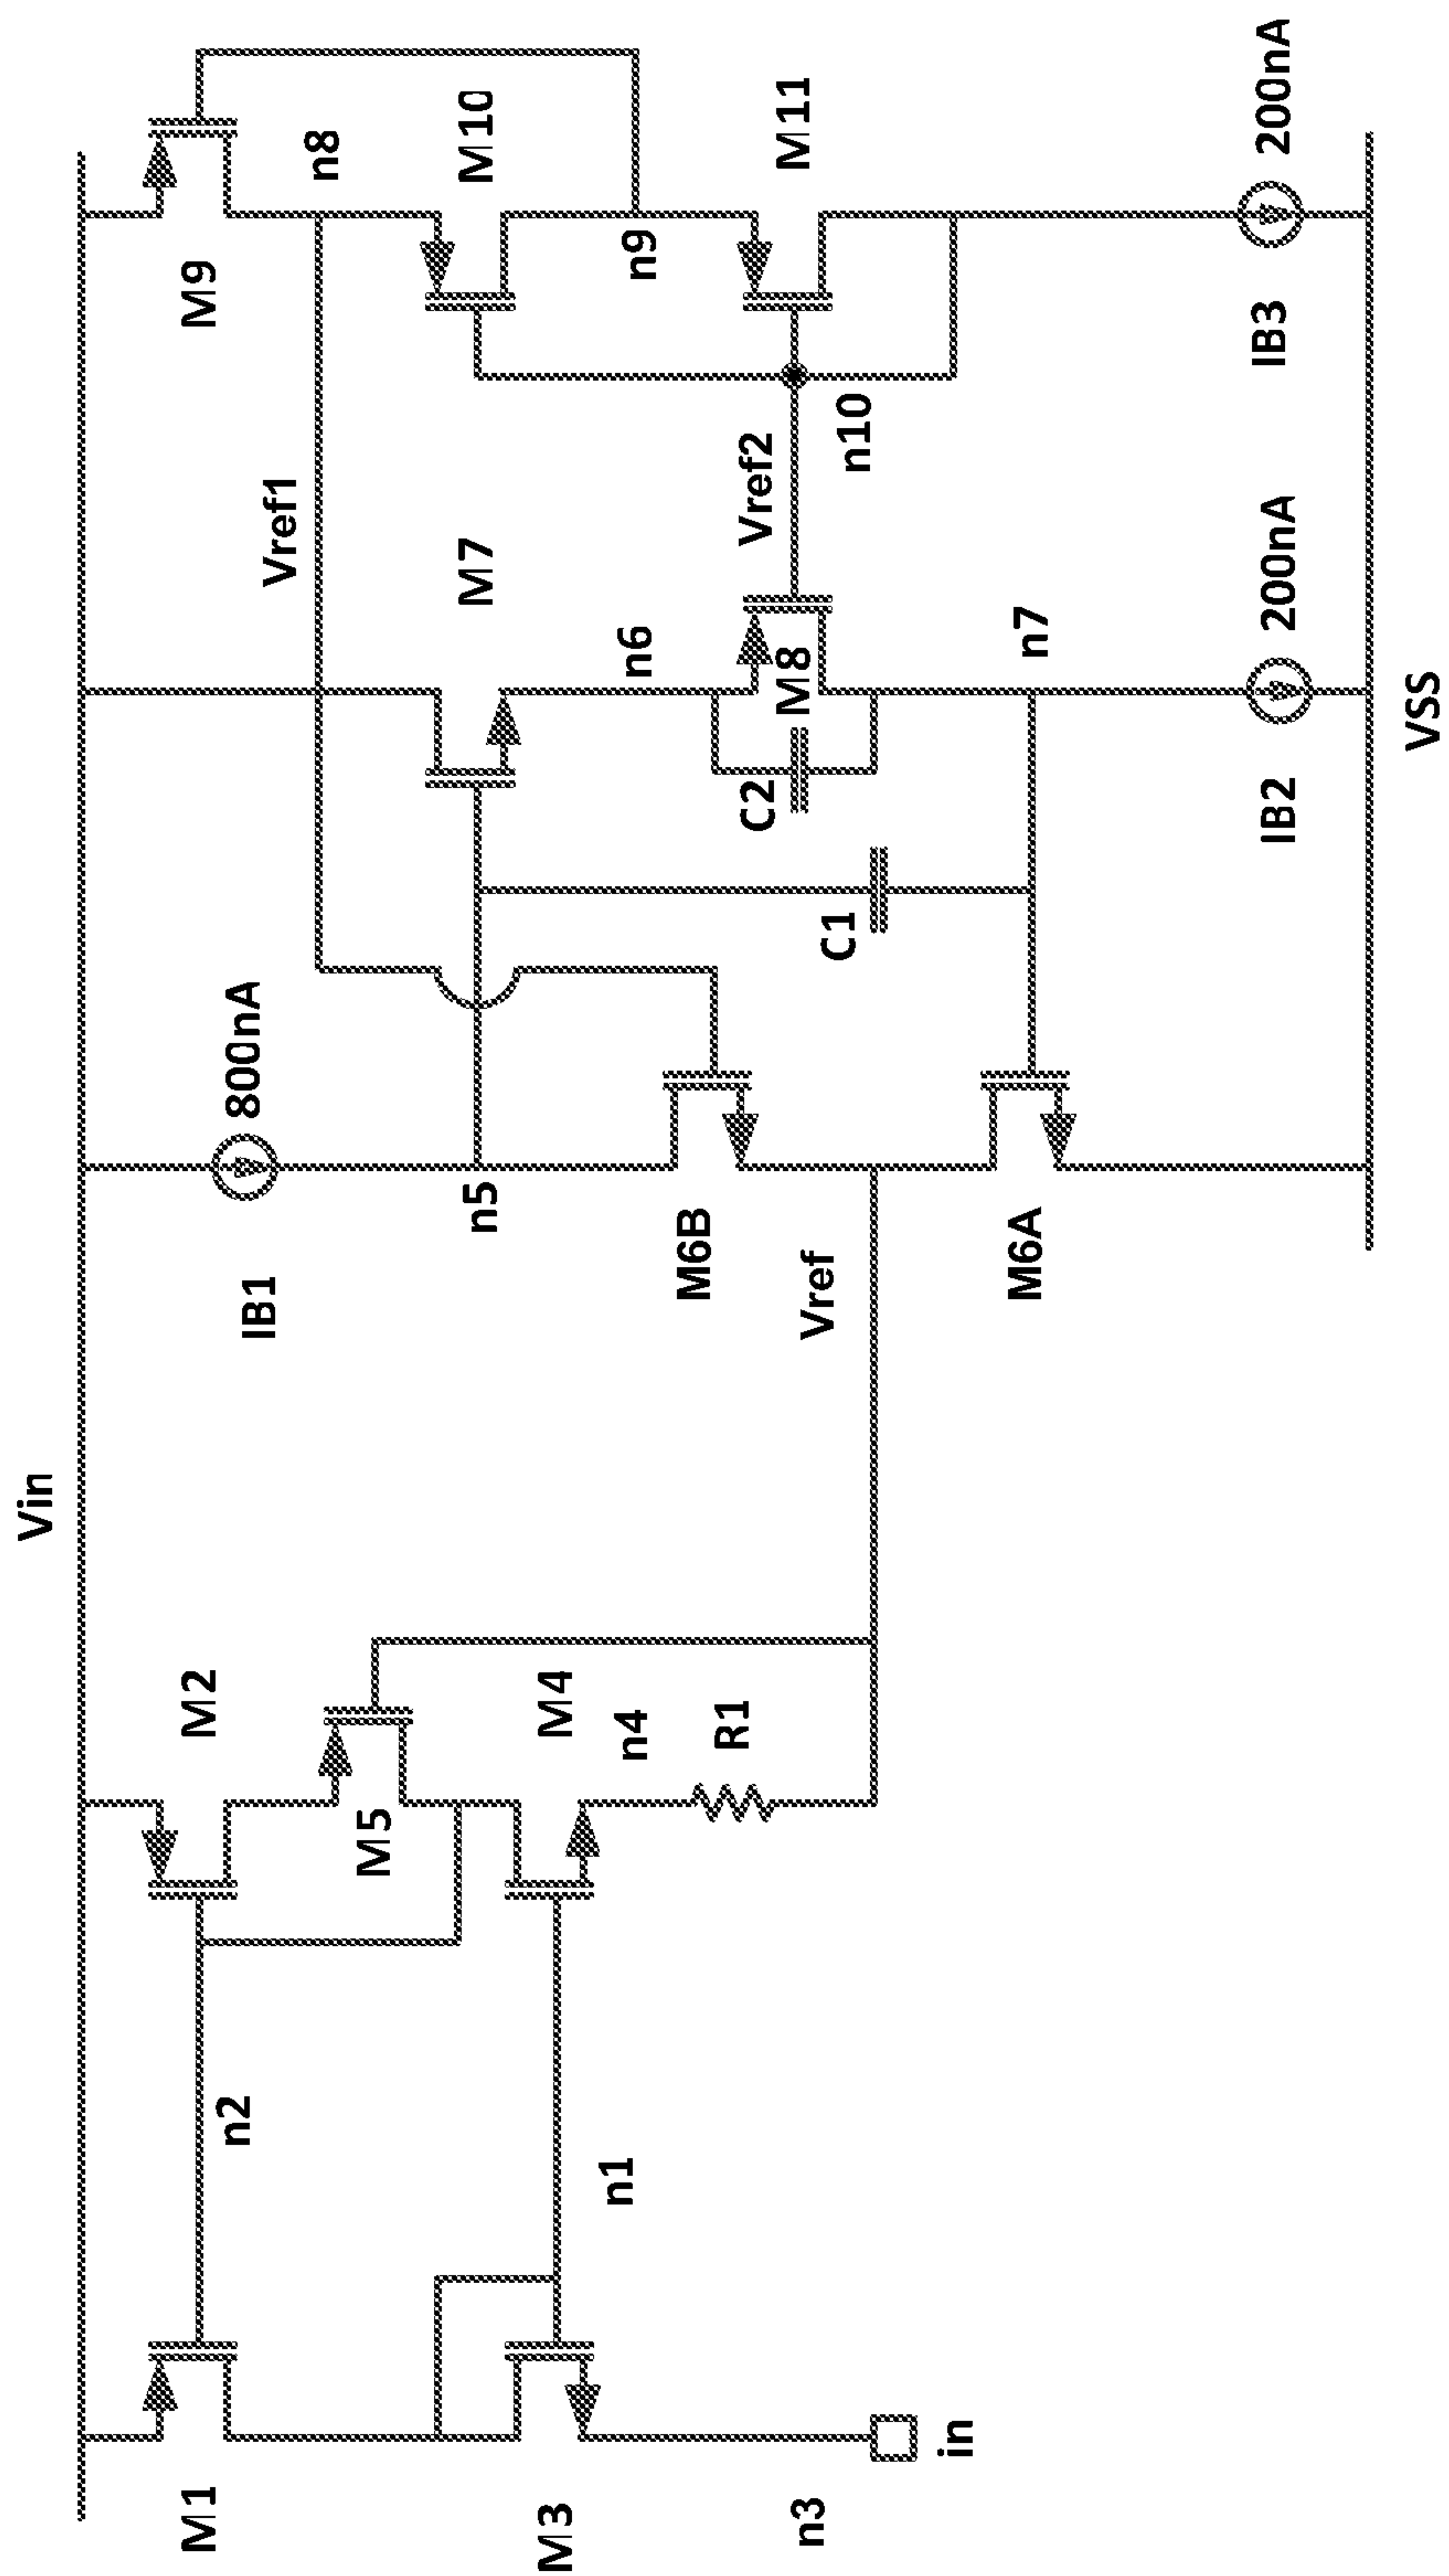 Vin
M1
M3
n3
in
n2
n1
M2
M5
M4
n4
R1
IB1
800nA
n5
M6B
Vref
M6A
C1
Vref1
M7
n6
C2
M8
n7
IB2
200nA
VSS
Vref2
M9
n8
M10
n9
M11
n10
IB3
200nA